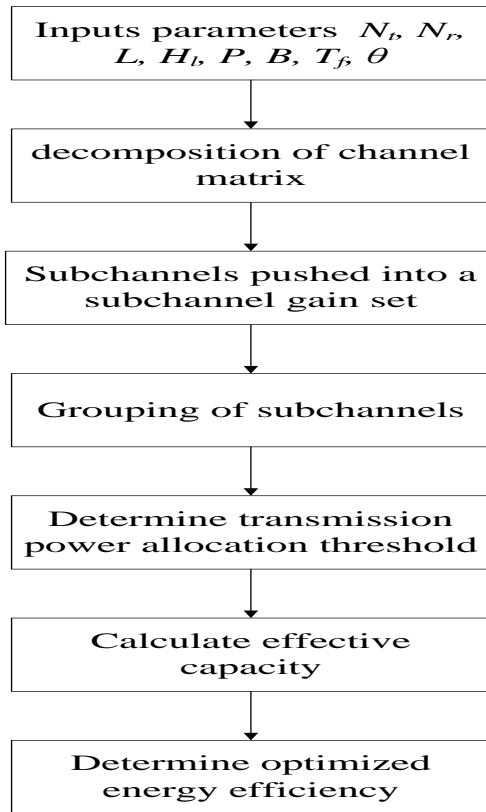 Inputs parameters N_t, N_r,
L, H_l, P, B, T_f, θ
decomposition of channel
matrix
Subchannels pushed into a
subchannel gain set
Grouping of subchannels
Determine transmission
power allocation threshold
Calculate effective
capacity
Determine optimized
energy efficiency